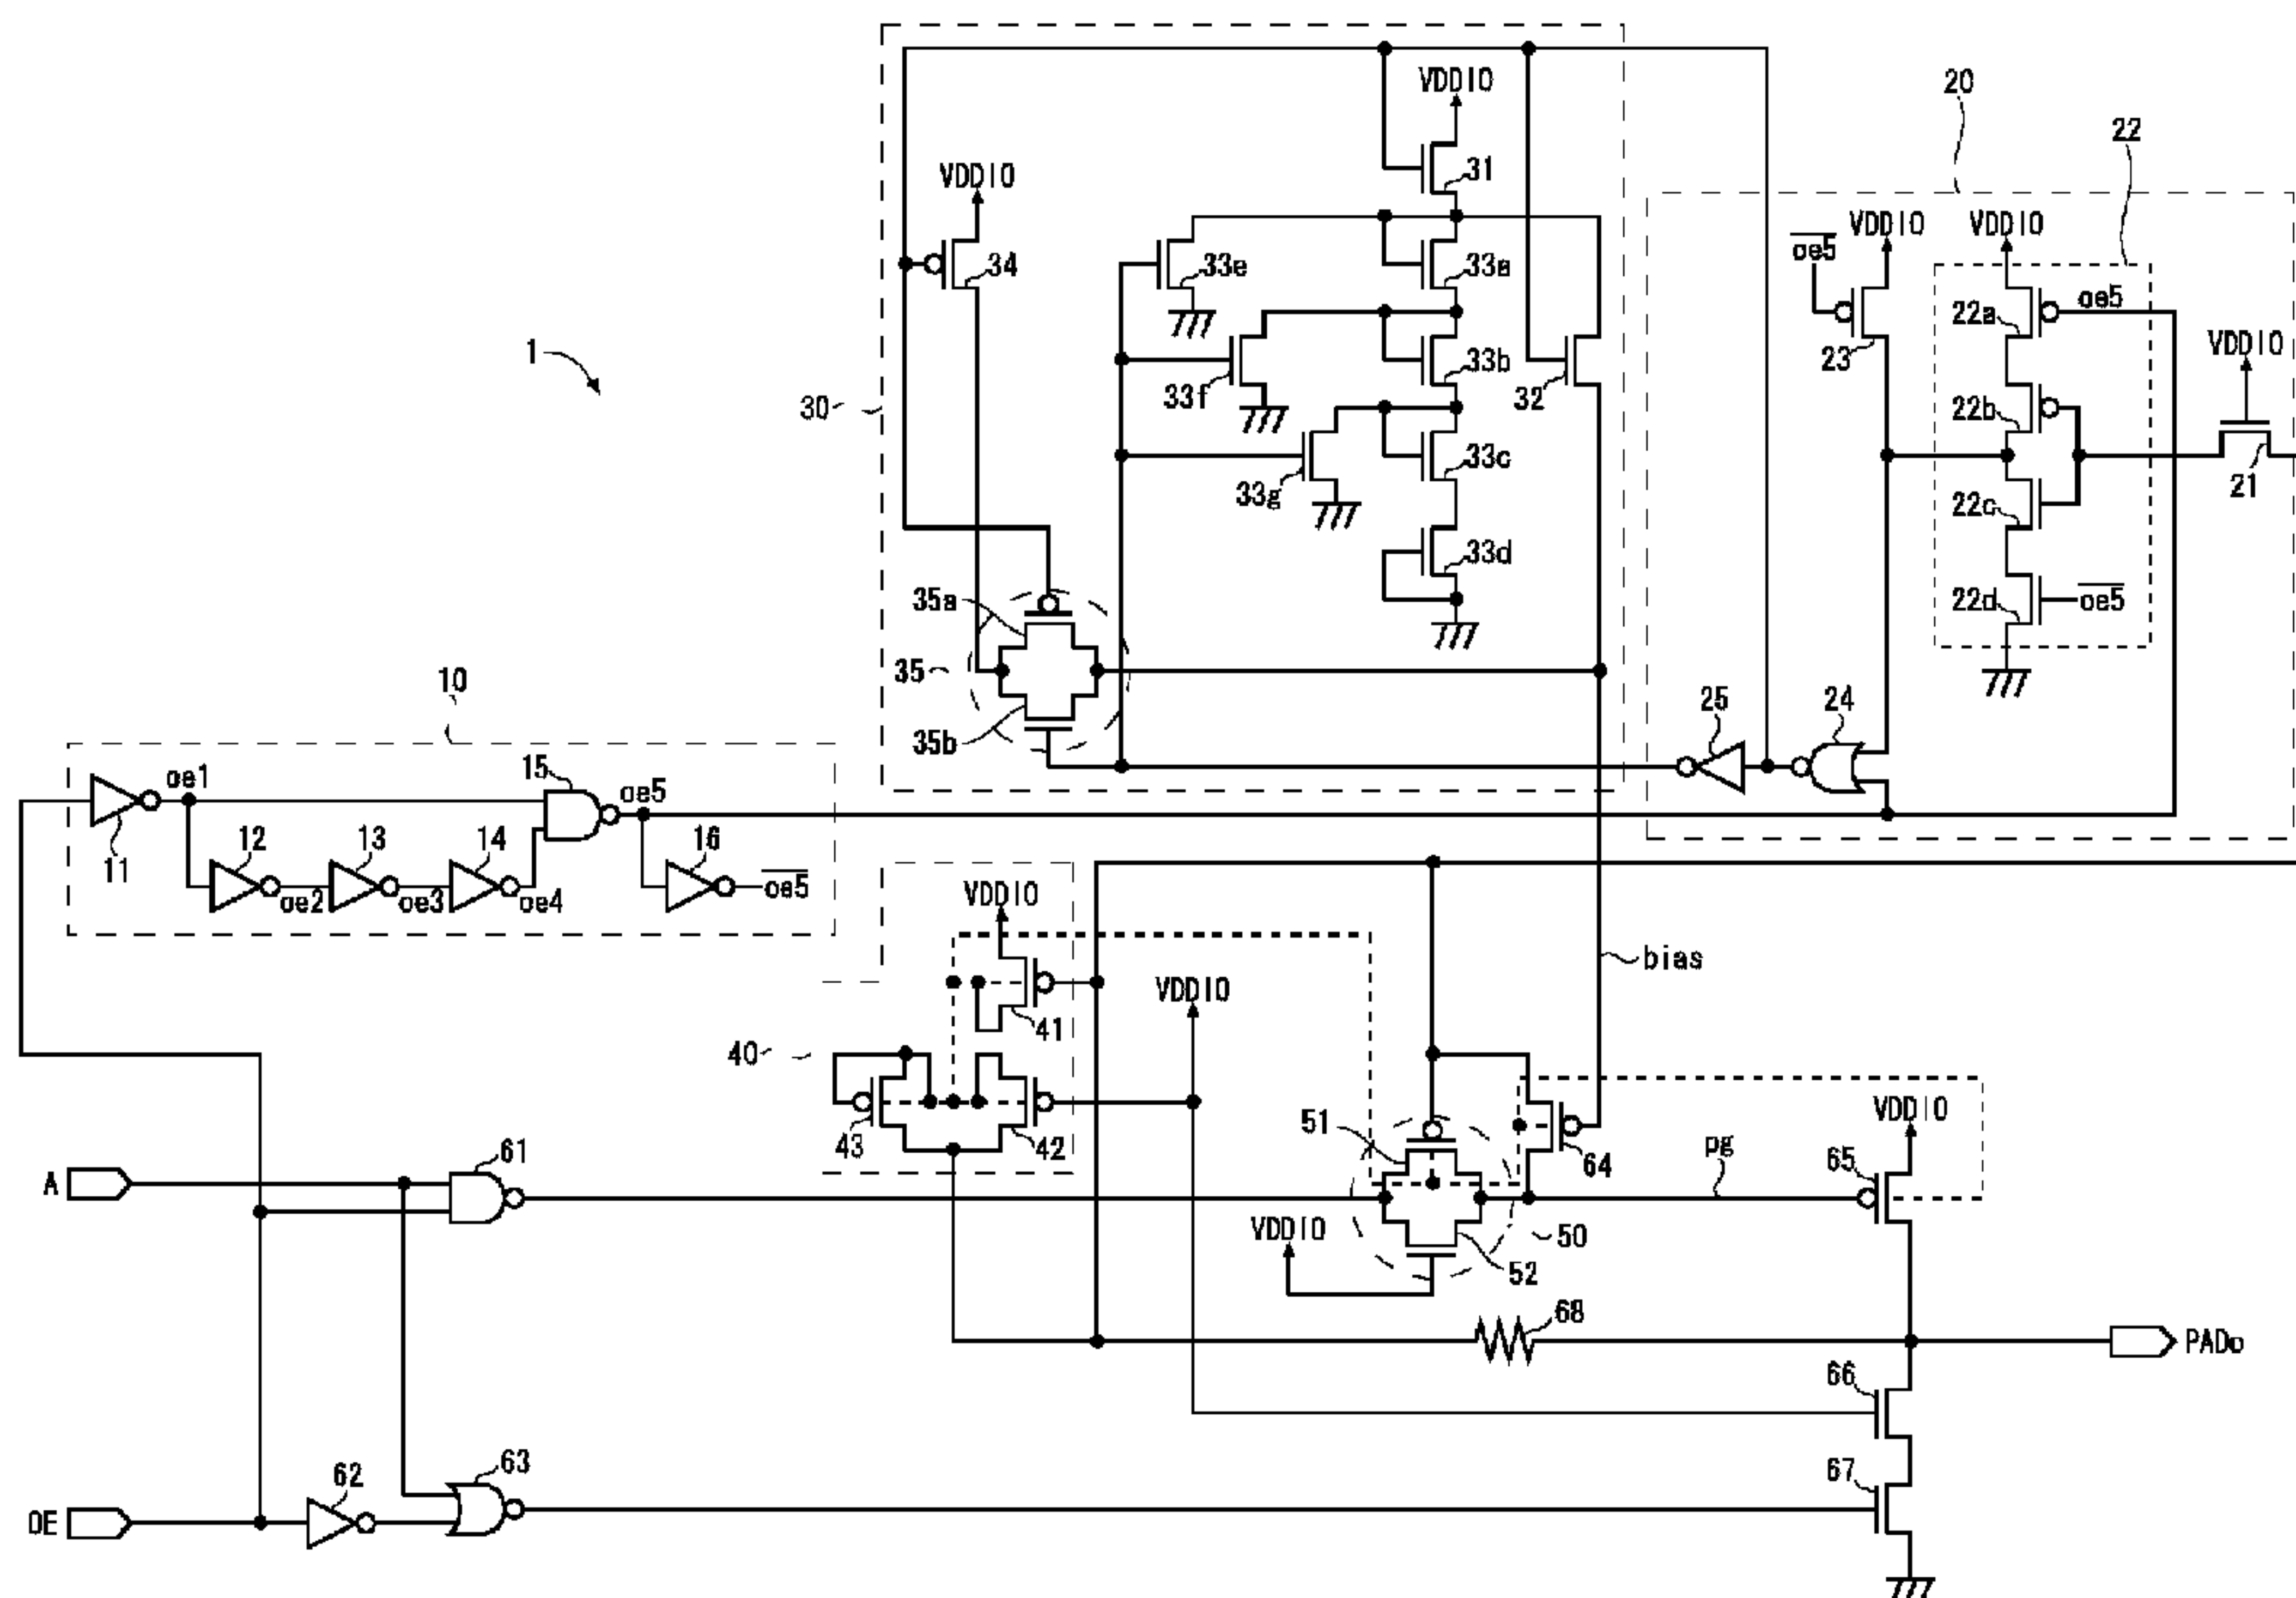 VDDIO
20
22
31
VDDIO
VDDIO
VDDIO
oe5
34
33e
33a
22a
oe5
1
VDDIO
23
33b
30
33f
32
22b
33c
33g
21
22c
33d
35a
22d
oe5
35
10
25
24
35b
oe1
15
oe5
12
13
14
16
11
VDDIO
oe2
oe3
oe4
oe5
bias
VDDIO
41
40
VDDIO
51
43
42
pg
61
64
65
A
VDDIO
50
52
68
PADo
66
63
67
62
OE